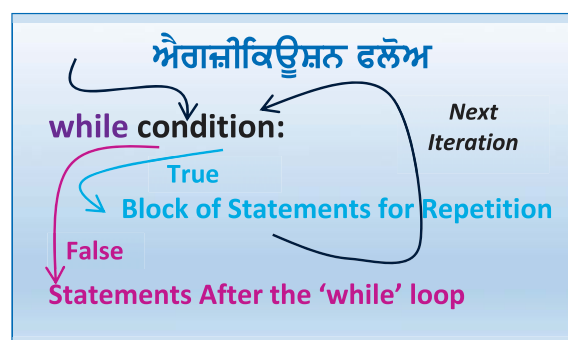 ਐਗਜ਼ੀਕਿਊਸ਼ਨ ਫਲੋਅ
while condition:
Next
Iteration
True
Block of Statements for Repetition
False
Statements After the ‘while’ loop